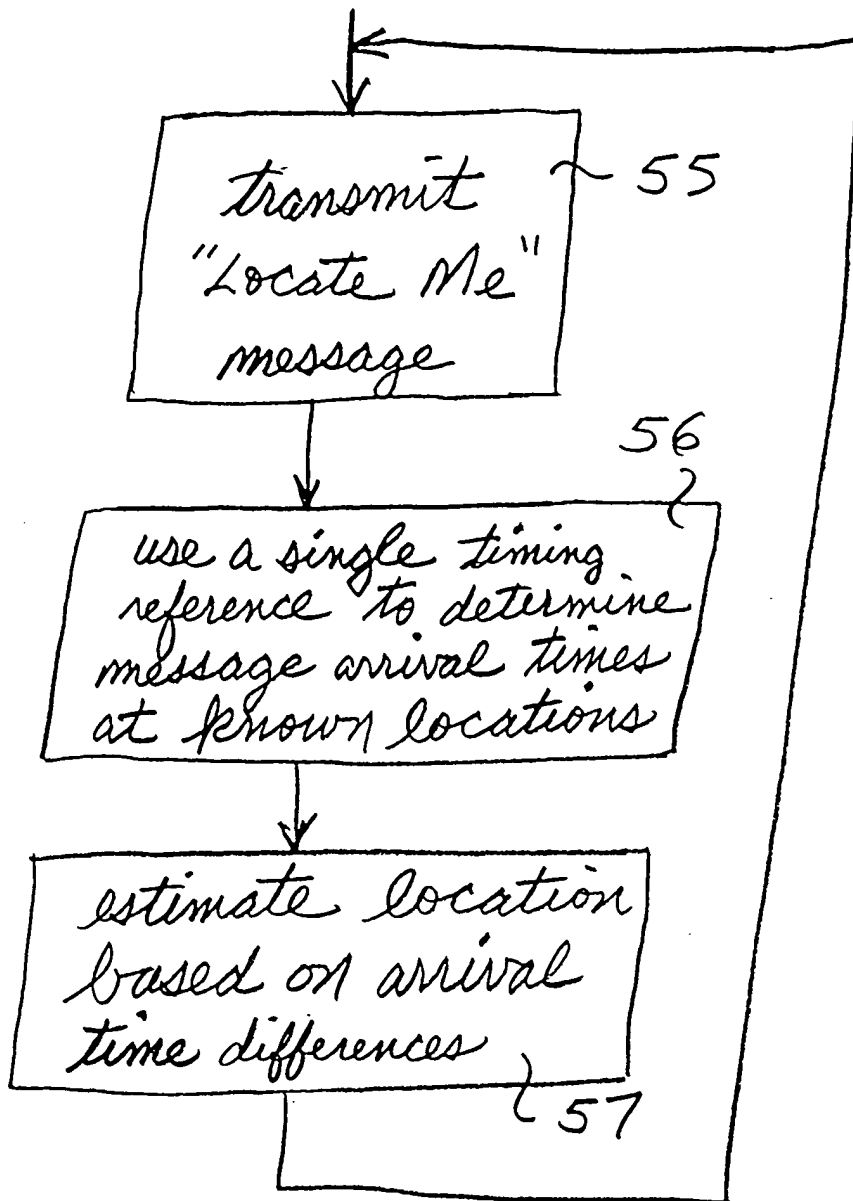 transmit
"Locate Me"
message
55
56
use a single timing
reference to determine
message arrival times
at known locations
estimate location
based on arrival
time differences
57